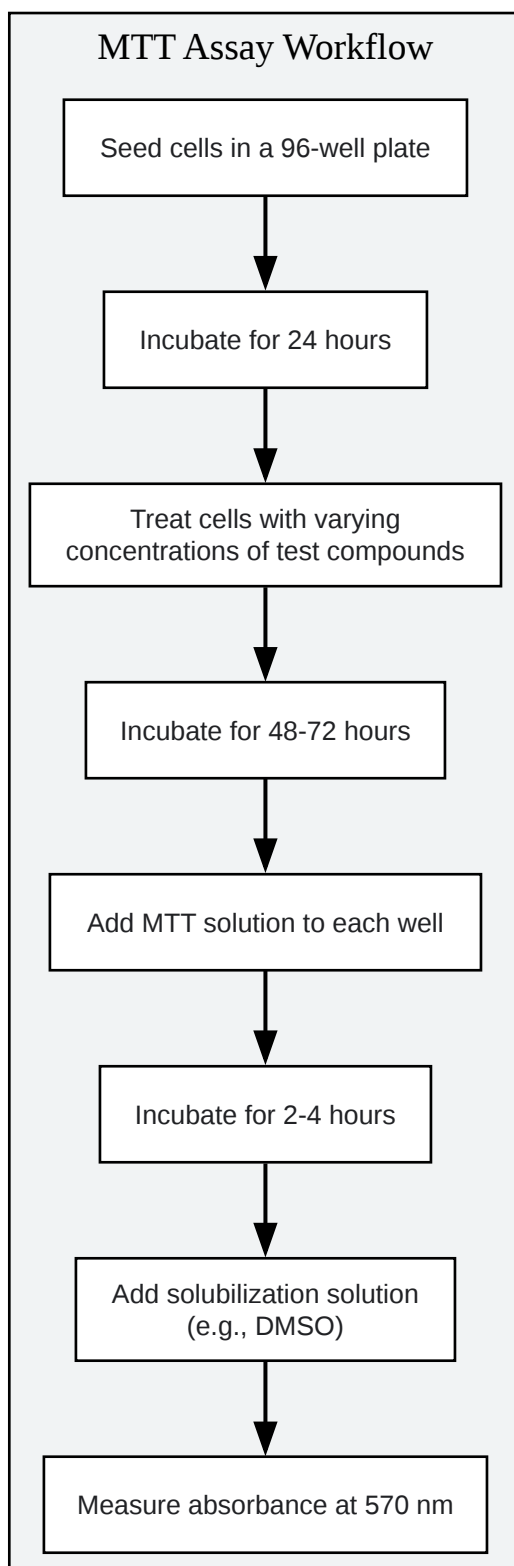 MTT Assay Workflow
Seed cells in a 96-well plate
Incubate for 24 hours
Treat cells with varying
concentrations of test compounds
Incubate for 48-72 hours
Add MTT solution to each well
Incubate for 2-4 hours
Add solubilization solution
(e.g., DMSO)
Measure absorbance at 570 nm